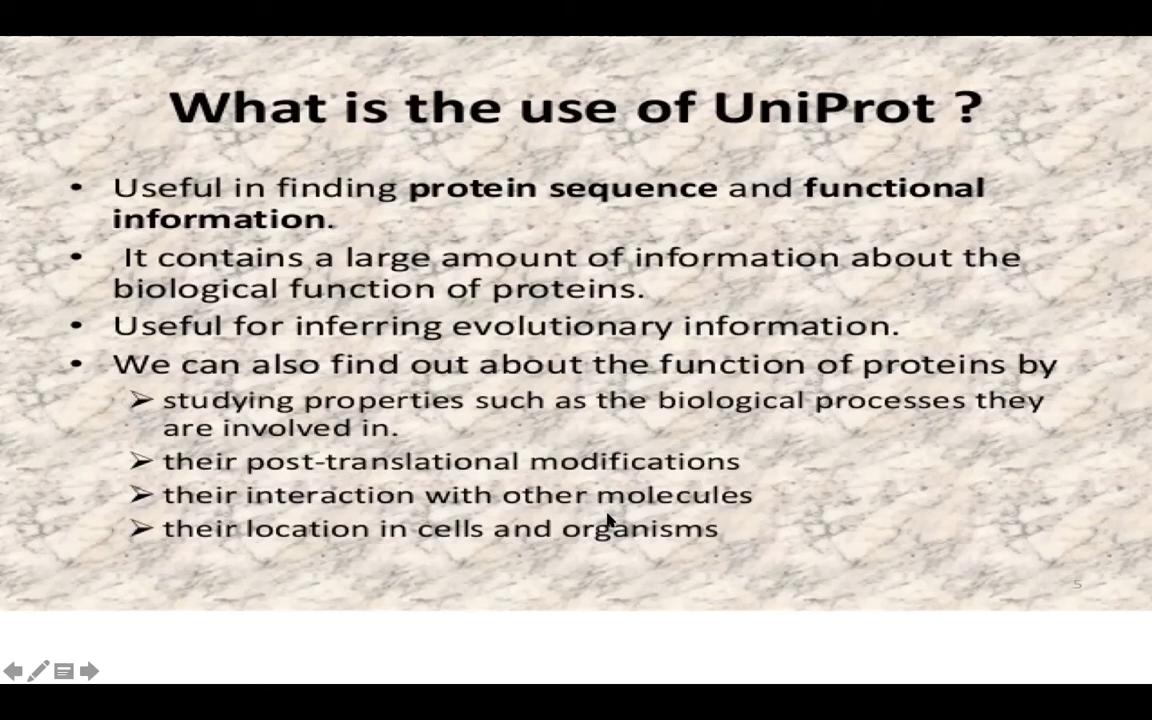 What is the use of UniProt ?
• Useful in finding protein sequence and functional
information.
• It contains a large amount of information about the
biological function of proteins.
• Useful for inferring evolutionary information.
• We can also find out about the function of proteins by
➢ studying properties such as the biological processes they
are involved in.
➢ their post-translational modifications
➢ their interaction with other molecules
➢ their location in cells and organisms
5